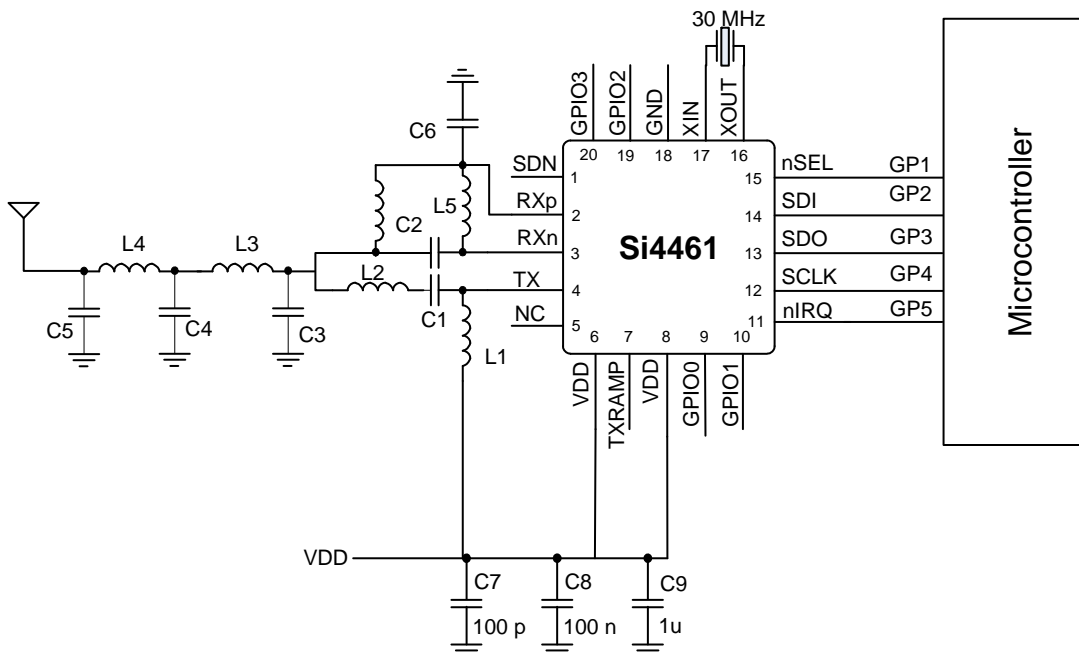 30 MHz
GPIO3
GPIO2
GND
XIN
XOUT
C6
20
19
18
17
16
SDN
1
15
nSEL
GP1
L5
RXp
2
14
SDI
GP2
C2
RXn
3
Si4461
13
SDO
GP3
L4
L3
L2
TX
4
12
SCLK
GP4
C1
NC
5
11
nIRQ
GP5
C5
C4
C3
L1
6
7
8
9
10
VDD
TXRAMP
VDD
GPIO0
GPIO1
Microcontroller
VDD
C7
C8
C9
100 p
100 n
1u